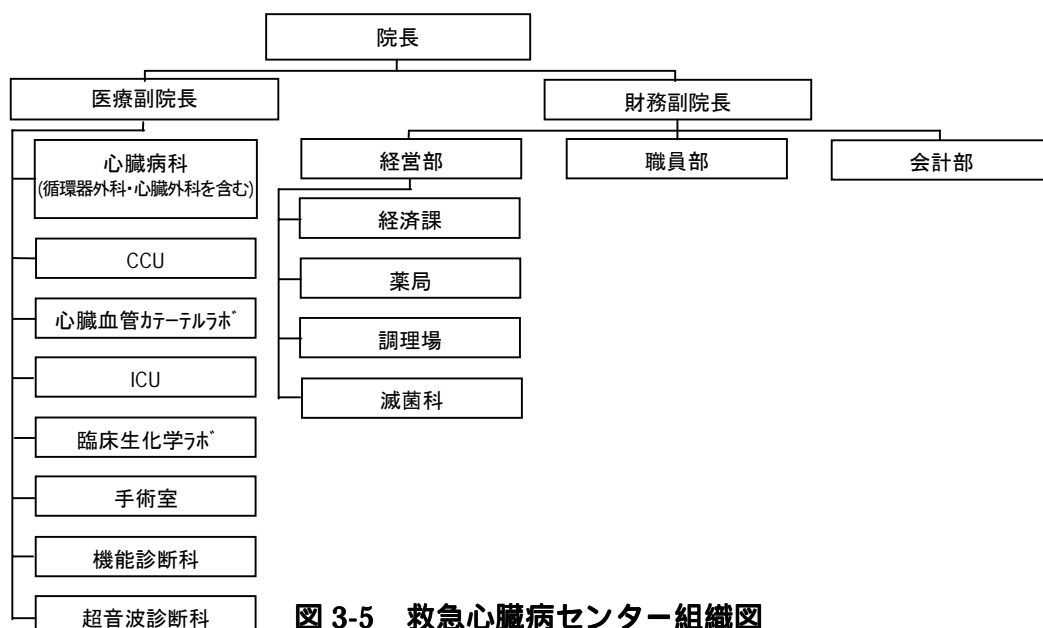 院長
医療副院長
財務副院長
心臓病科
(循環器外科・心臓外科を含む)
CCU
心臓血管ｶﾃｰﾃﾙﾗﾎﾞ
ICU
臨床生化学ﾗﾎﾞ
手術室
機能診断科
超音波診断科
経営部
職員部
会計部
経済課
薬局
調理場
滅菌科
図 3-5 救急心臓病センター組織図